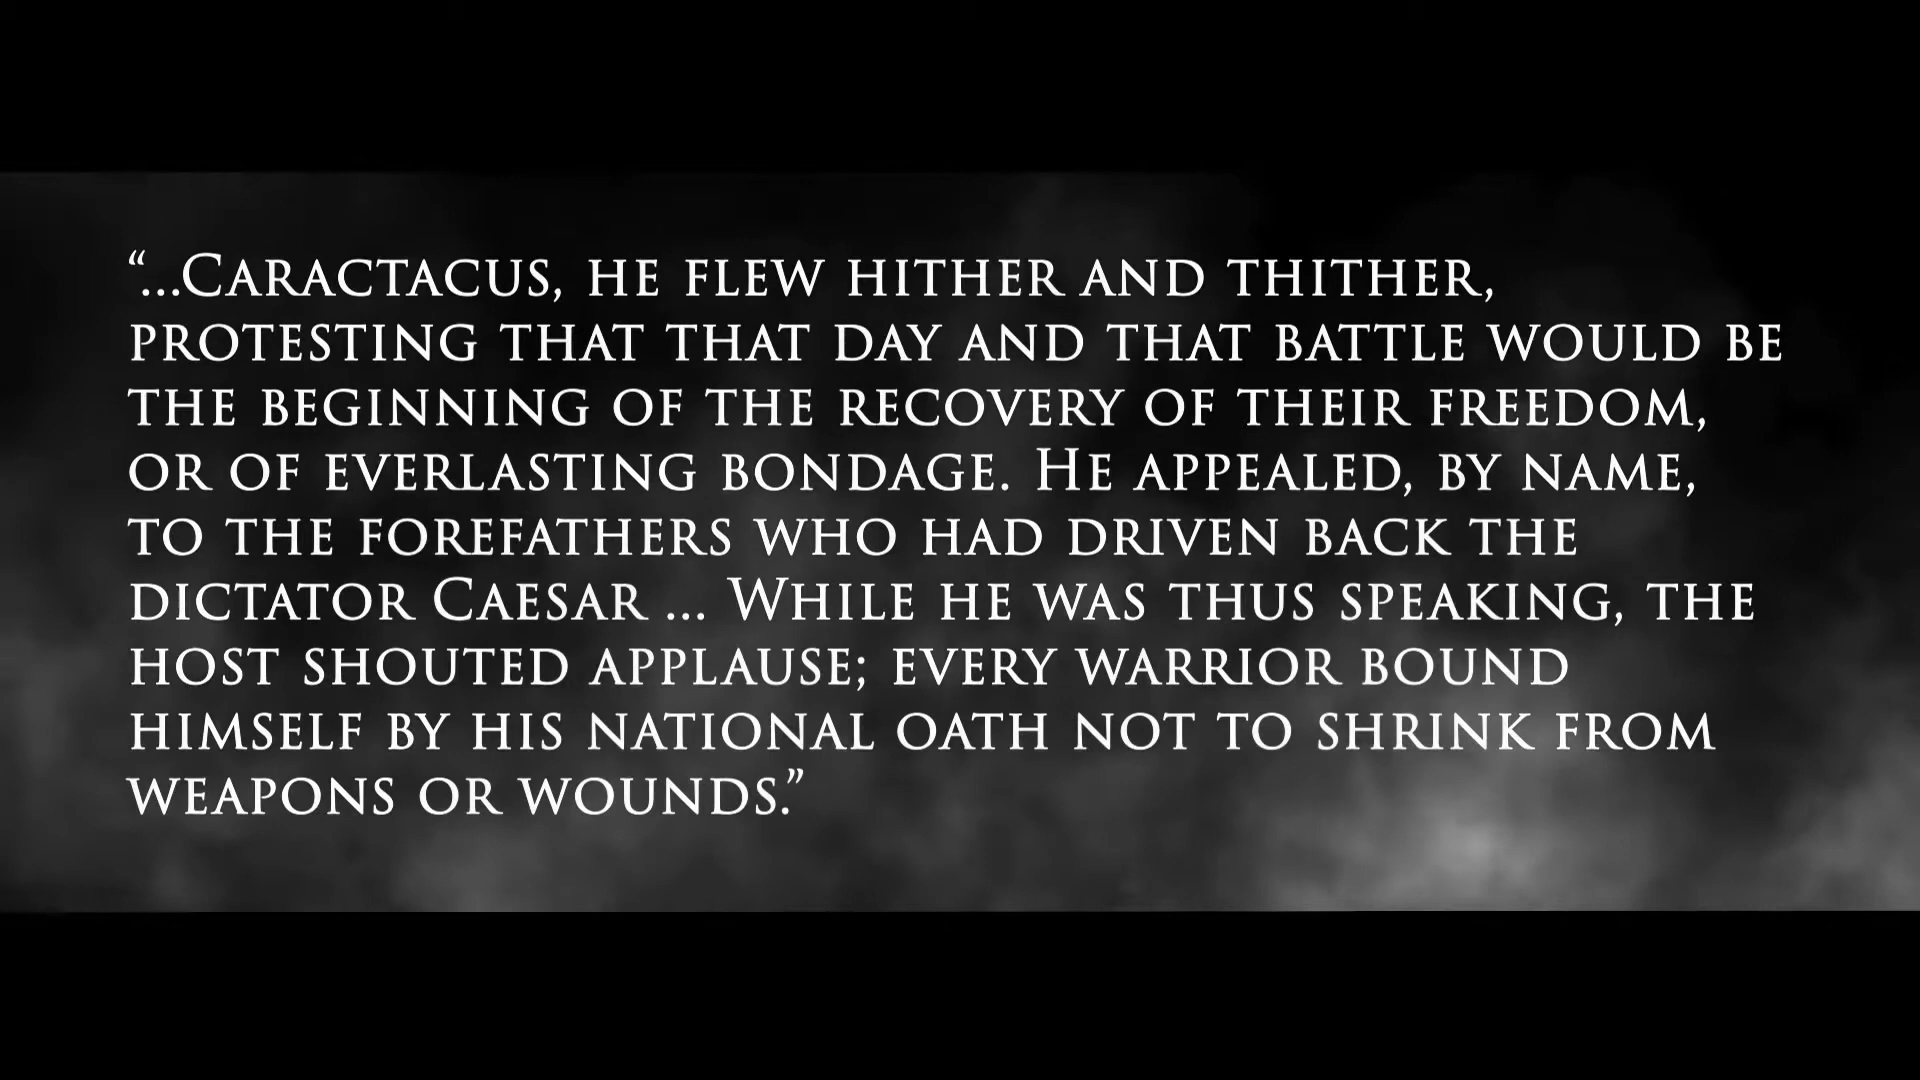 “...Caractacus, he flew hither and thither,
protesting that that day and that battle would be
the beginning of the recovery of their freedom,
or of everlasting bondage. He appealed, by name,
to the forefathers who had driven back the
dictator Caesar ... While he was thus speaking, the
host shouted applause; every warrior bound
himself by his national oath not to shrink from
weapons or wounds.”